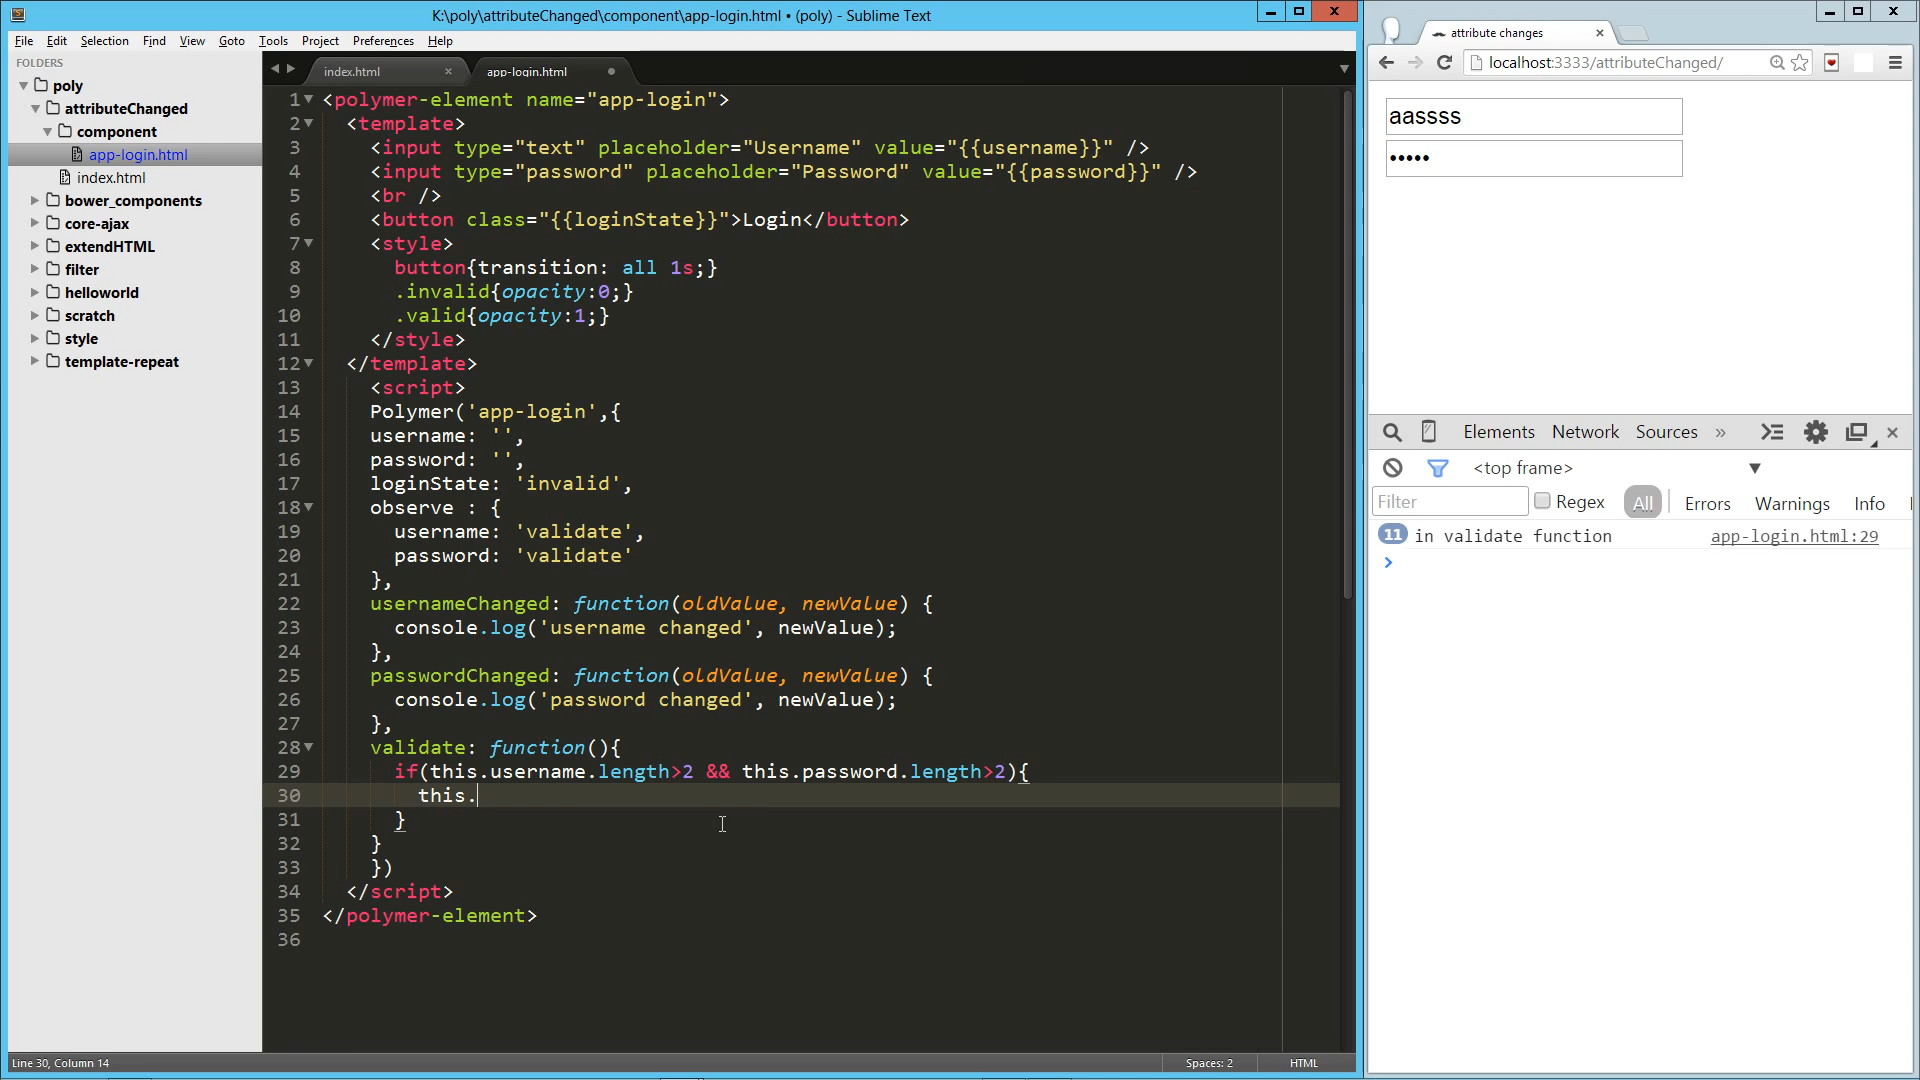 K:\poly\attributeChanged\component\app-login.html • (poly) - Sublime Text
File Edit Selection Find View Goto Tools Project Preferences Help
FOLDERS
poly
attributeChanged
component
app-login.html
index.html
bower_components
core-ajax
extendHTML
filter
helloworld
scratch
style
template-repeat
index.html × app-login.html
1 <polymer-element name="app-login">
2 <template>
3 <input type="text" placeholder="Username" value="{{username}}" />
4 <input type="password" placeholder="Password" value="{{password}}" />
5 <br />
6 <button class="{{loginState}}">Login</button>
7 <style>
8 button{transition: all 1s;}
9 .invalid{opacity:0;}
10 .valid{opacity:1;}
11 </style>
12 </template>
13 <script>
14 Polymer('app-login',{
15 username: '',
16 password: '',
17 loginState: 'invalid',
18 observe : {
19 username: 'validate',
20 password: 'validate'
21 },
22 usernameChanged: function(oldValue, newValue) {
23 console.log('username changed', newValue);
24 },
25 passwordChanged: function(oldValue, newValue) {
26 console.log('password changed', newValue);
27 },
28 validate: function(){
29 if(this.username.length>2 && this.password.length>2){
30 this.
31 }
32 }
33 })
34 </script>
35 </polymer-element>
36
Line 30, Column 14
Spaces: 2 HTML
attribute changes
localhost:3333/attributeChanged/
aassss
•••••
Elements Network Sources »
<top frame>
Filter Regex All Errors Warnings Info
11 in validate function app-login.html:29
>